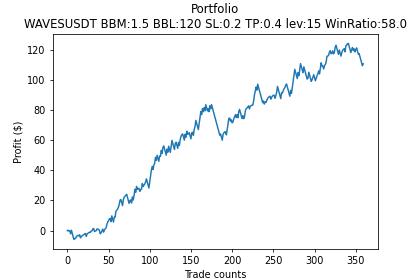 Portfolio
WAVESUSDT BBM:1.5 BBL:120 SL:0.2 TP:0.4 lev:15 WinRatio:58.0
120
100
80
60
40
20
0
Profit ($)
0 50 100 150 200 250 300 350
Trade counts